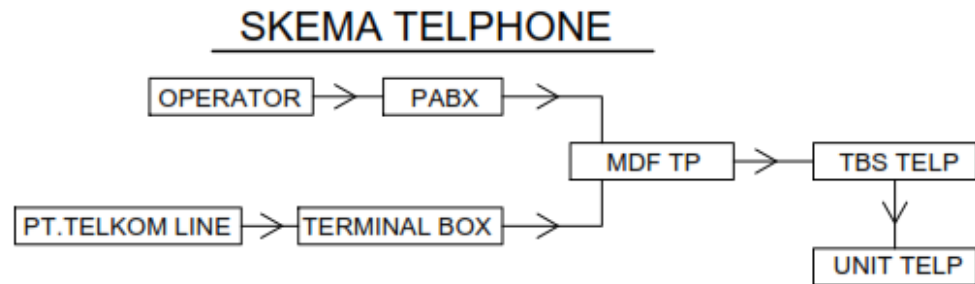 SKEMA TELPHONE
OPERATOR
PABX
MDF TP
TBS TELP
PT.TELKOM LINE
TERMINAL BOX
UNIT TELP